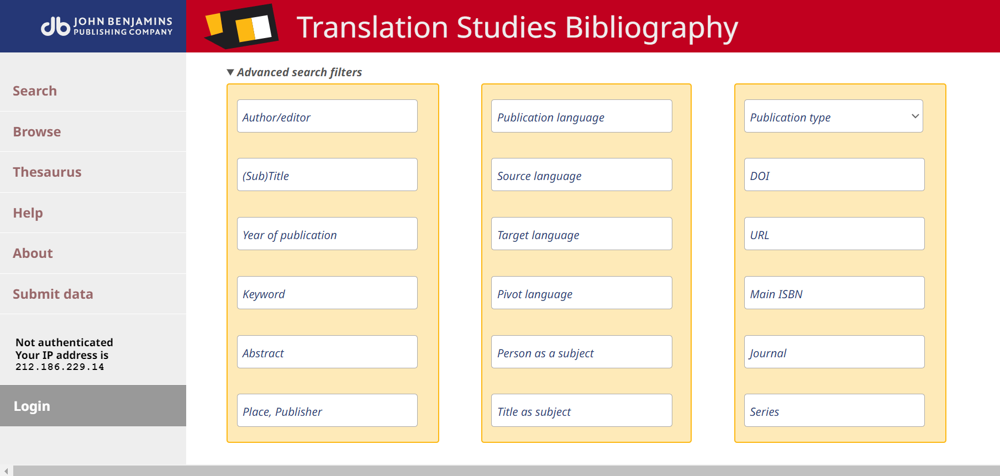 JOHN BENJAMINS
PUBLISHING COMPANY
Translation Studies Bibliography
Search
Browse
Thesaurus
Help
About
Submit data
Not authenticated
Your IP address is
212.186.229.14
Login
Advanced search filters
Author/editor
(Sub)Title
Year of publication
Keyword
Abstract
Place, Publisher
Publication language
Source language
Target language
Pivot language
Person as a subject
Title as subject
Publication type
DOI
URL
Main ISBN
Journal
Series